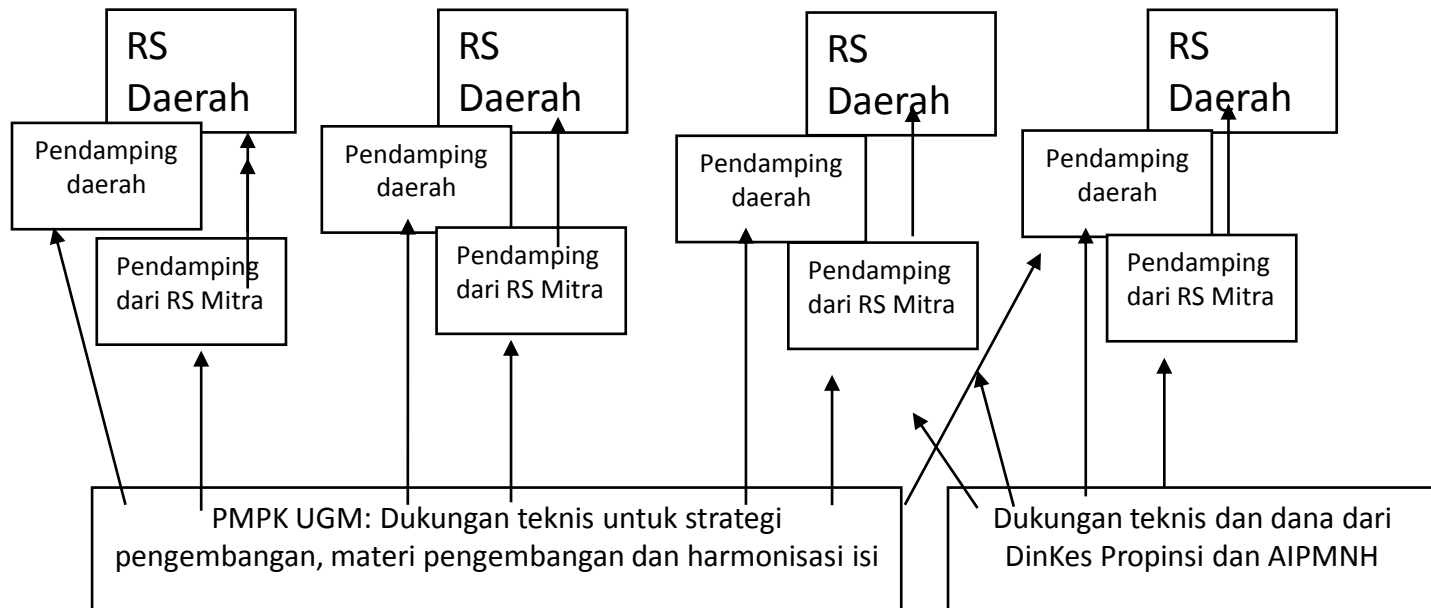 RS
Daerah
RS
Daerah
RS
Daerah
RS
Daerah
Pendamping
daerah
Pendamping
daerah
Pendamping
daerah
Pendamping
daerah
Pendamping
dari RS Mitra
Pendamping
dari RS Mitra
Pendamping
dari RS Mitra
Pendamping
dari RS Mitra
PMPK UGM: Dukungan teknis untuk strategi
pengembangan, materi pengembangan dan harmonisasi isi
Dukungan teknis dan dana dari
DinKes Propinsi dan AIPMNH